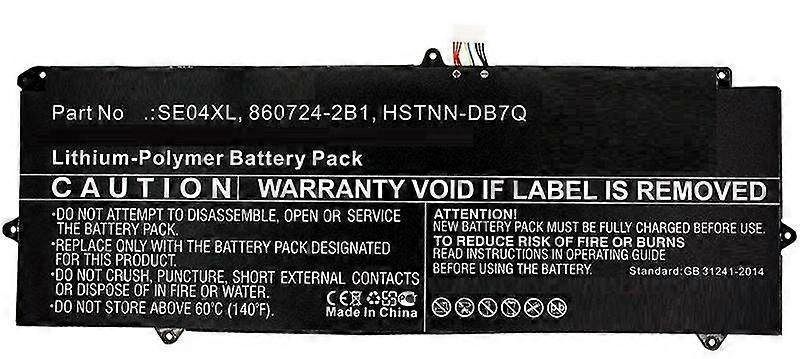 Part No .:SE04XL, 860724-2B1, HSTNN-DB7Q
Lithium-Polymer Battery Pack
CAUTION WARRANTY VOID IF LABEL IS REMOVED
•DO NOT ATTEMPT TO DISASSEMBLE, OPEN OR SERVICE
THE BATTERY PACK.
•REPLACE ONLY WITH THE BATTERY PACK DESIGNATED
FOR THIS PRODUCT.
•DO NOT CRUSH, PUNCTURE, SHORT EXTERNAL CONTACTS
OR DISPOSE OF IN FIRE OR WATER.
•DO NOT STORE ABOVE 60°C (140°F).
CE
Made In China
ATTENTION!
NEW BATTERY PACK MUST BE FULLY CHARGED BEFORE USE.
TO REDUCE RISK OF FIRE OR BURNS
READ INSTRUCTIONS IN OPERATING GUIDE
BEFORE USING THE BATTERY.
Standard:GB 31241-2014